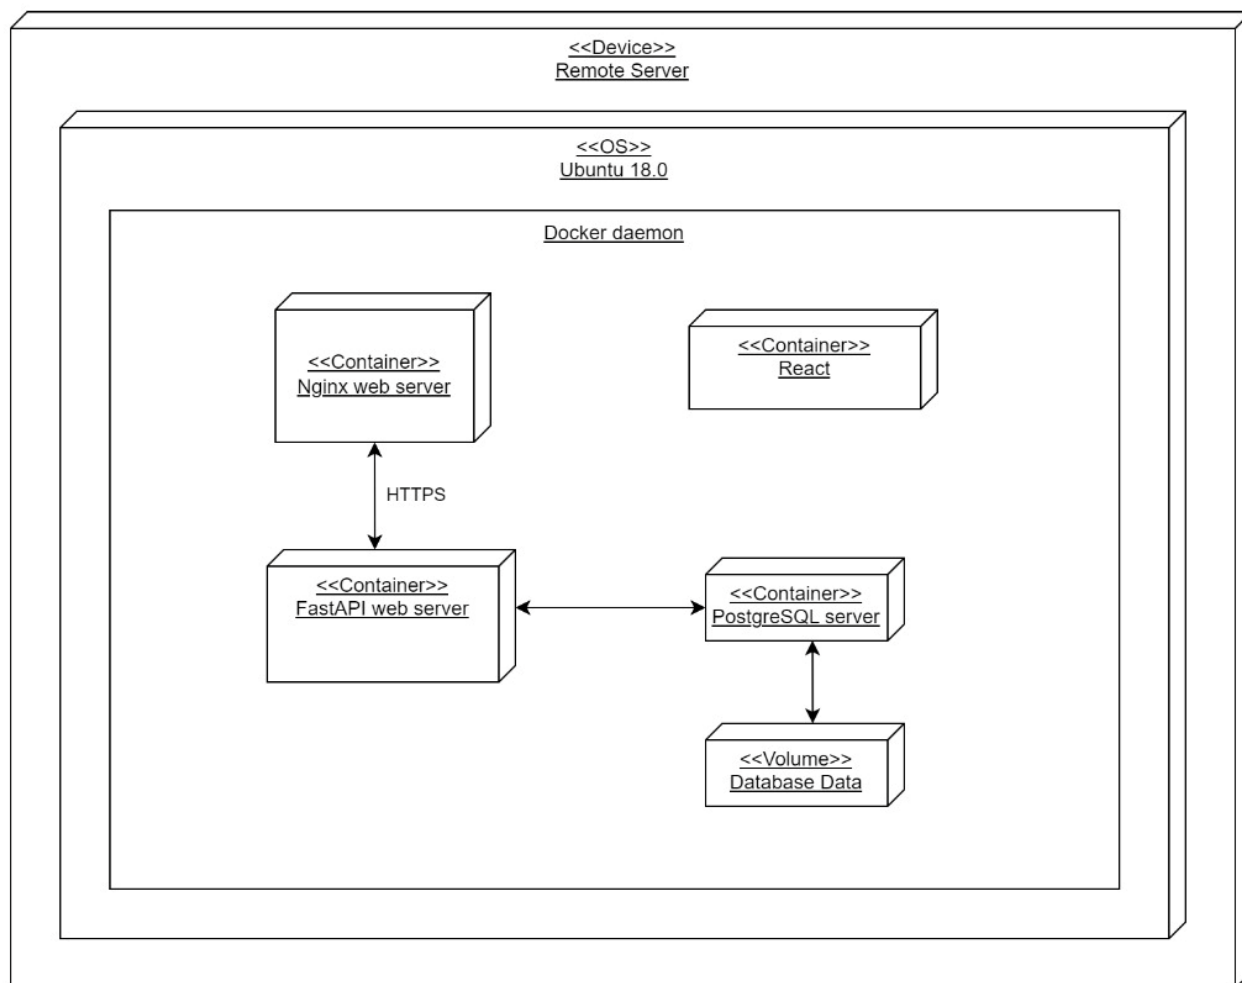 <<Device>>
Remote Server
<<OS>>
Ubuntu 18.0
Docker daemon
<<Container>>
Nginx web server
<<Container>>
React
HTTPS
<<Container>>
FastAPI web server
<<Container>>
PostgreSQL server
<<Volume>>
Database Data